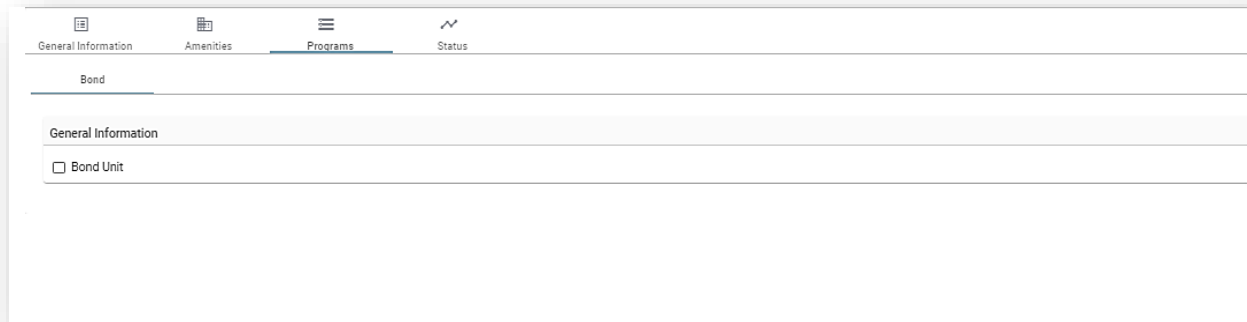 General Information Amenities Programs Status
Bond
General Information
Bond Unit